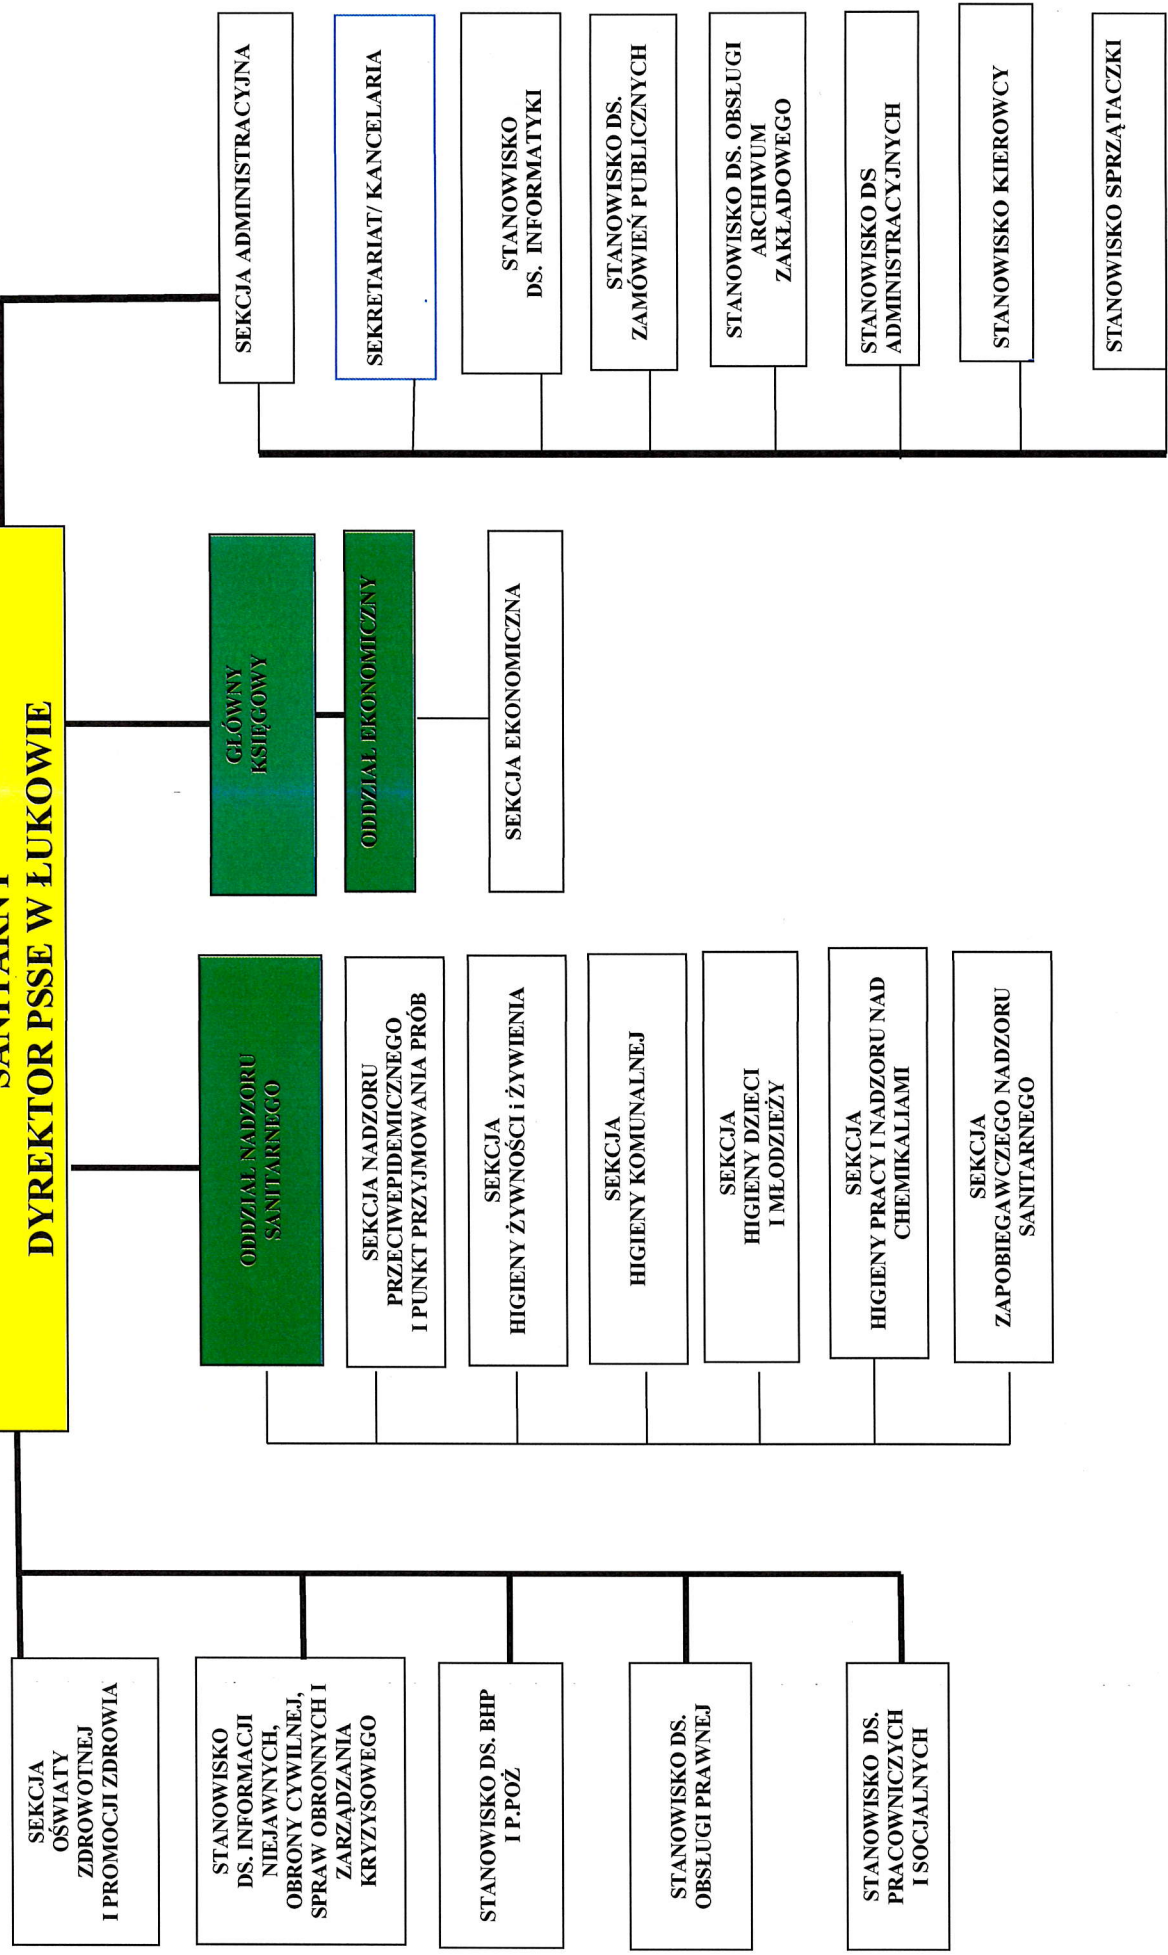 SANITARNY
DYREKTOR PSSE W ŁUKOWIE
SEKCJA
OŚWIATY
ZDROWOTNEJ
I PROMOCJI ZDROWIA
STANOWISKO
DS. INFORMACJI
NIEJAWNYCH,
OBRONY CYWILNEJ,
SPRAW OBRONNYCH I
ZARZĄDZANIA
KRYZYSOWEGO
STANOWISKO DS. BHP
I P.POŻ
STANOWISKO DS.
OBSŁUGI PRAWNEJ
STANOWISKO DS.
PRACOWNICZYCH
I SOCJALNYCH
ODDZIAŁ NADZORU
SANITARNEGO
SEKCJA NADZORU
PRZECIWEPIDEMICZNEGO
I PUNKT PRZYJMOWANIA PRÓB
SEKCJA
HIGIENY ŻYWNOŚCI i ŻYWIENIA
SEKCJA
HIGIENY KOMUNALNEJ
SEKCJA
HIGIENY DZIECI
I MŁODZIEŻY
SEKCJA
HIGIENY PRACY I NADZORU NAD
CHEMIKALIAMI
SEKCJA
ZAPOBIEGAWCZEGO NADZORU
SANITARNEGO
GŁÓWNY
KSIĘGOWY
ODDZIAŁ EKONOMICZNY
SEKCJA EKONOMICZNA
SEKCJA ADMINISTRACYJNA
SEKRETARIAT/ KANCELARIA
STANOWISKO
DS. INFORMATYKI
STANOWISKO DS.
ZAMÓWIEŃ PUBLICZNYCH
STANOWISKO DS. OBSŁUGI
ARCHIWUM
ZAKŁADOWEGO
STANOWISKO DS
ADMINISTRACYJNYCH
STANOWISKO KIEROWCY
STANOWISKO SPRZĄTACZKI